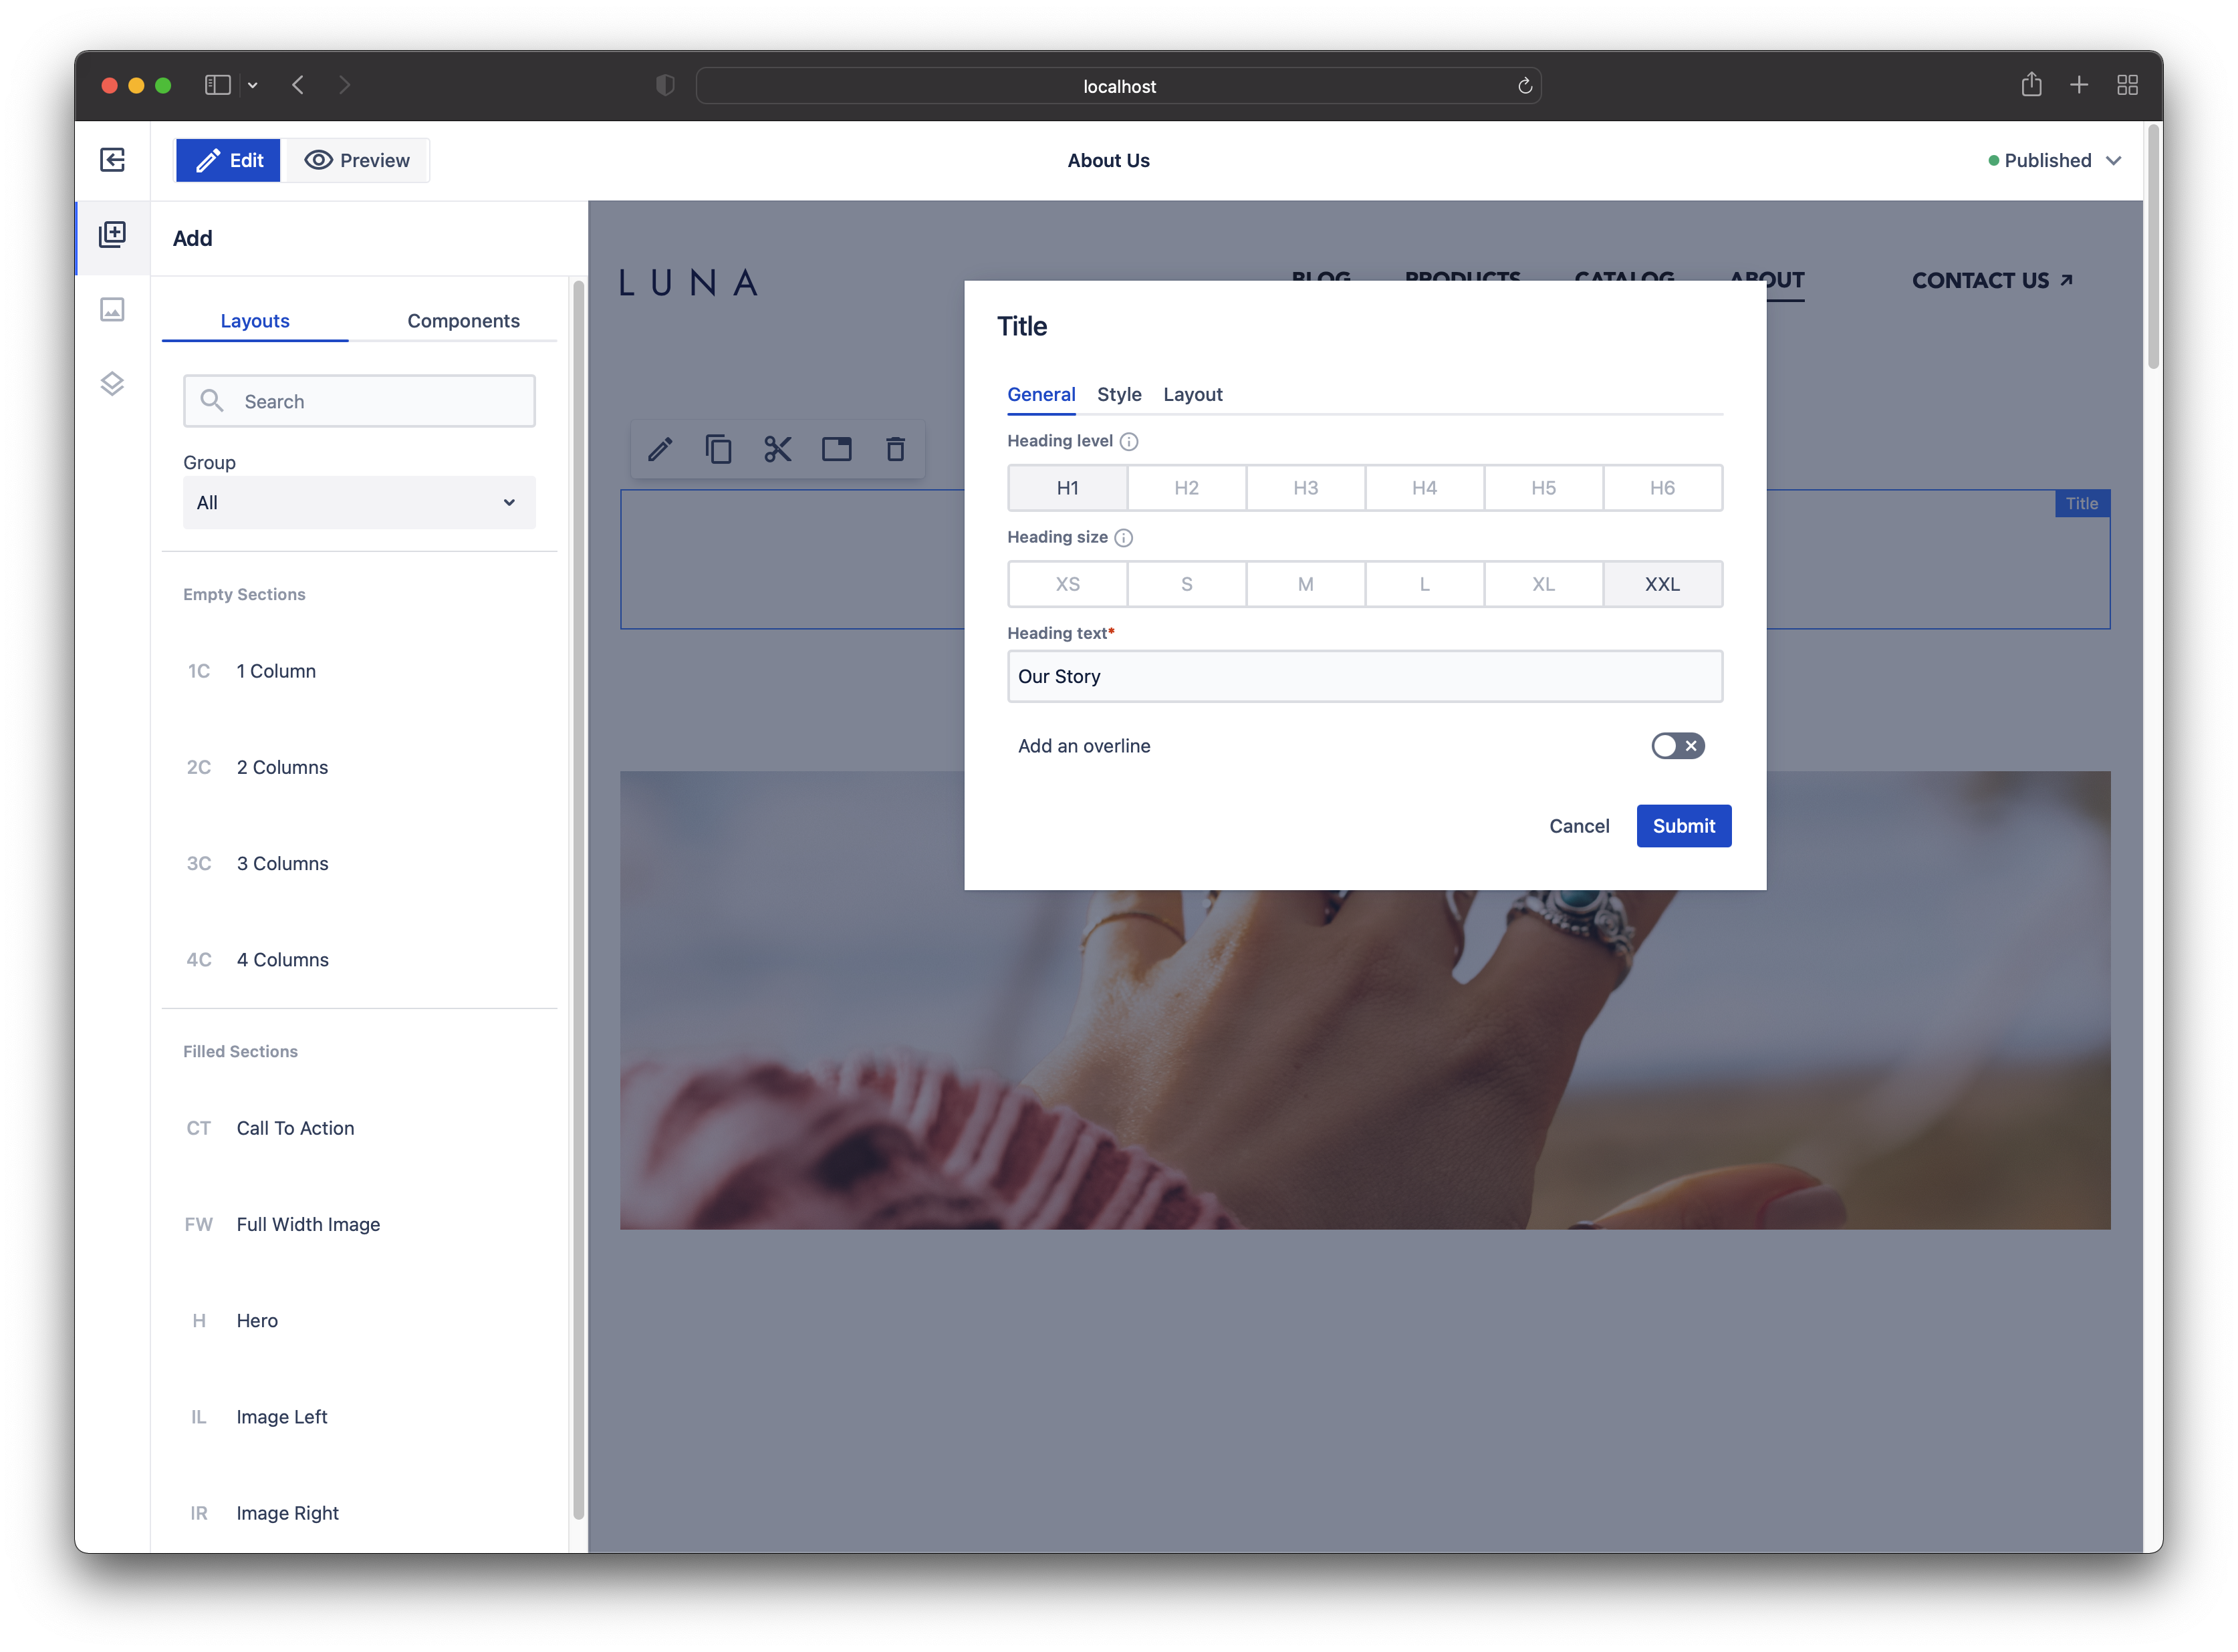 localhost
Edit
Preview
About Us
Published
Add
Layouts
Components
Search
Group
All
Empty Sections
1C 1 Column
2C 2 Columns
3C 3 Columns
4C 4 Columns
Filled Sections
CT Call To Action
FW Full Width Image
H Hero
IL Image Left
IR Image Right
LUNA
BLOG PRODUCTS CATALOG ABOUT CONTACT US
Title
Title
General Style Layout
Heading level
H1 H2 H3 H4 H5 H6
Heading size
XS S M L XL XXL
Heading text*
Our Story
Add an overline
Cancel Submit